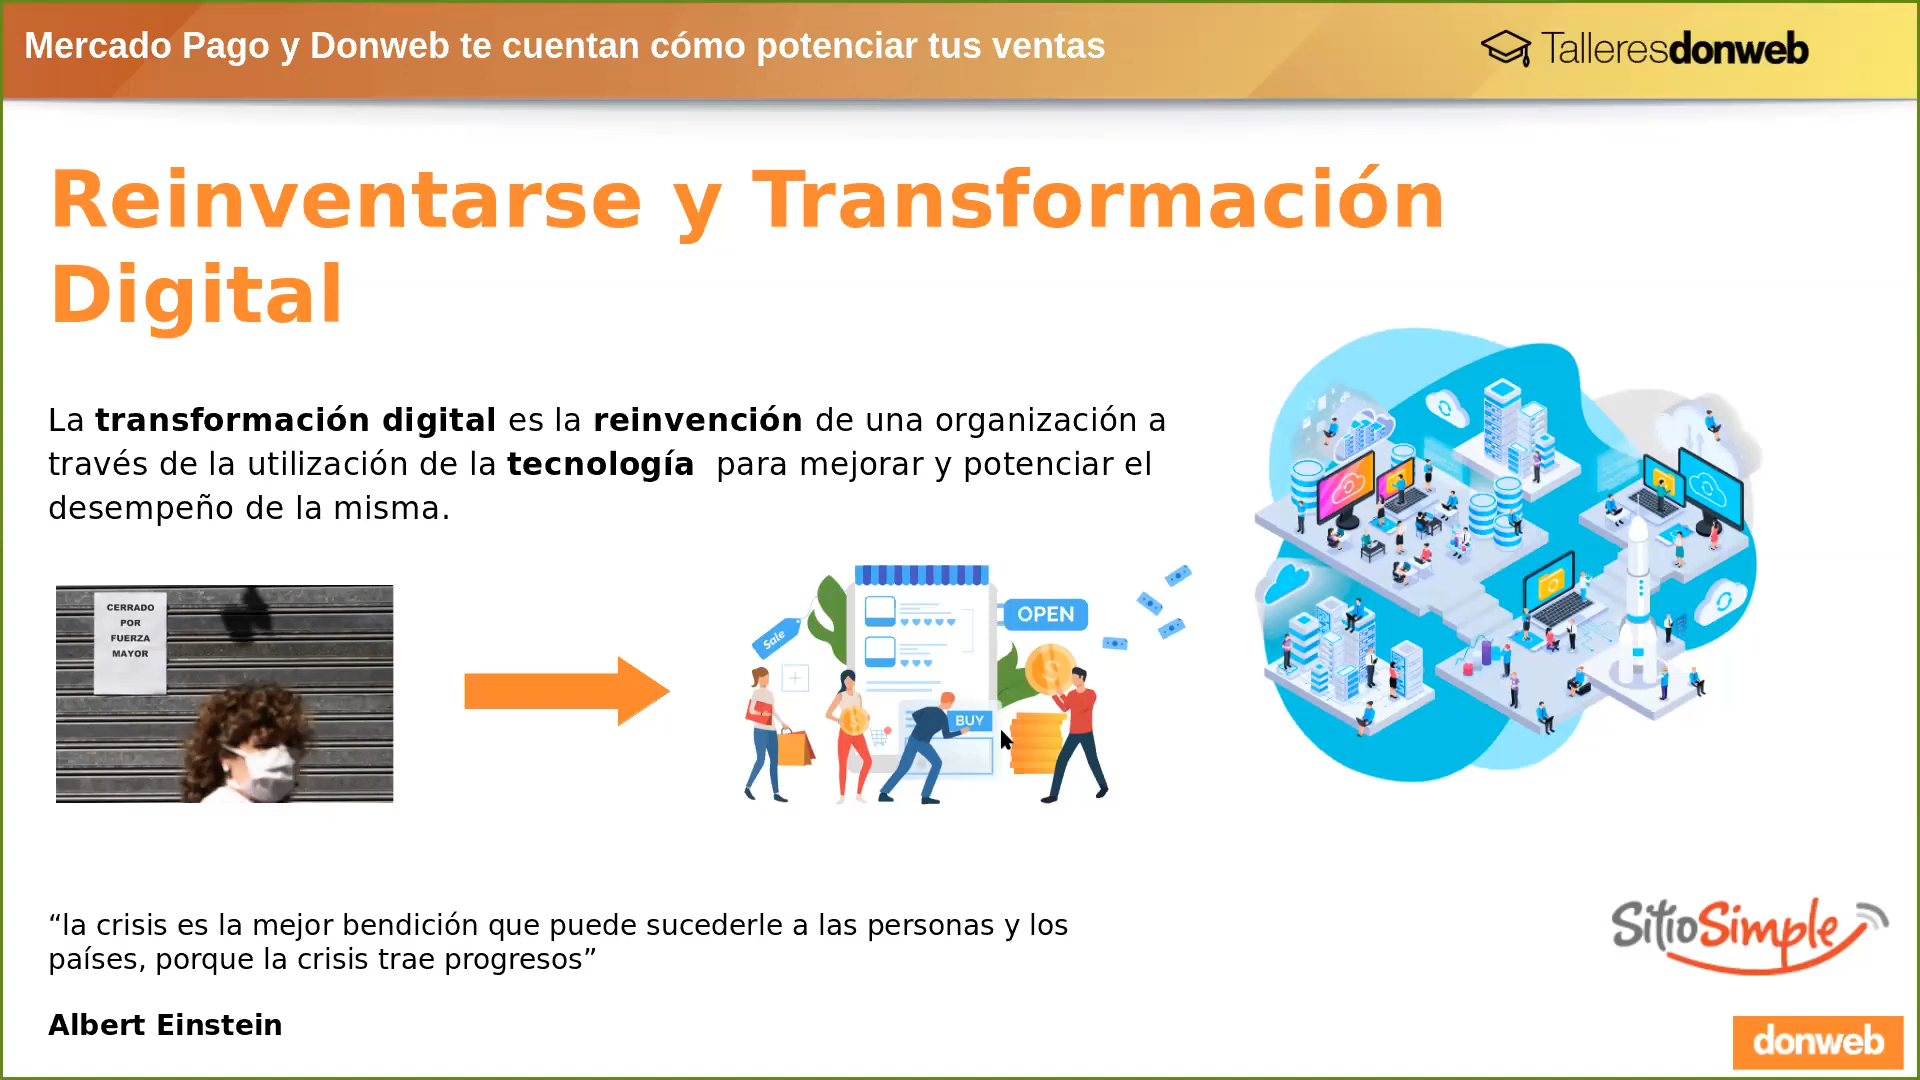 Mercado Pago y Donweb te cuentan cómo potenciar tus ventas
Talleresdonweb
Reinventarse y Transformación
Digital
La transformación digital es la reinvención de una organización a
través de la utilización de la tecnología para mejorar y potenciar el
desempeño de la misma.
CERRADO
POR
FUERZA
MAYOR
Sale
OPEN
BUY
“la crisis es la mejor bendición que puede sucederle a las personas y los
países, porque la crisis trae progresos”
Albert Einstein
SitioSimple
donweb